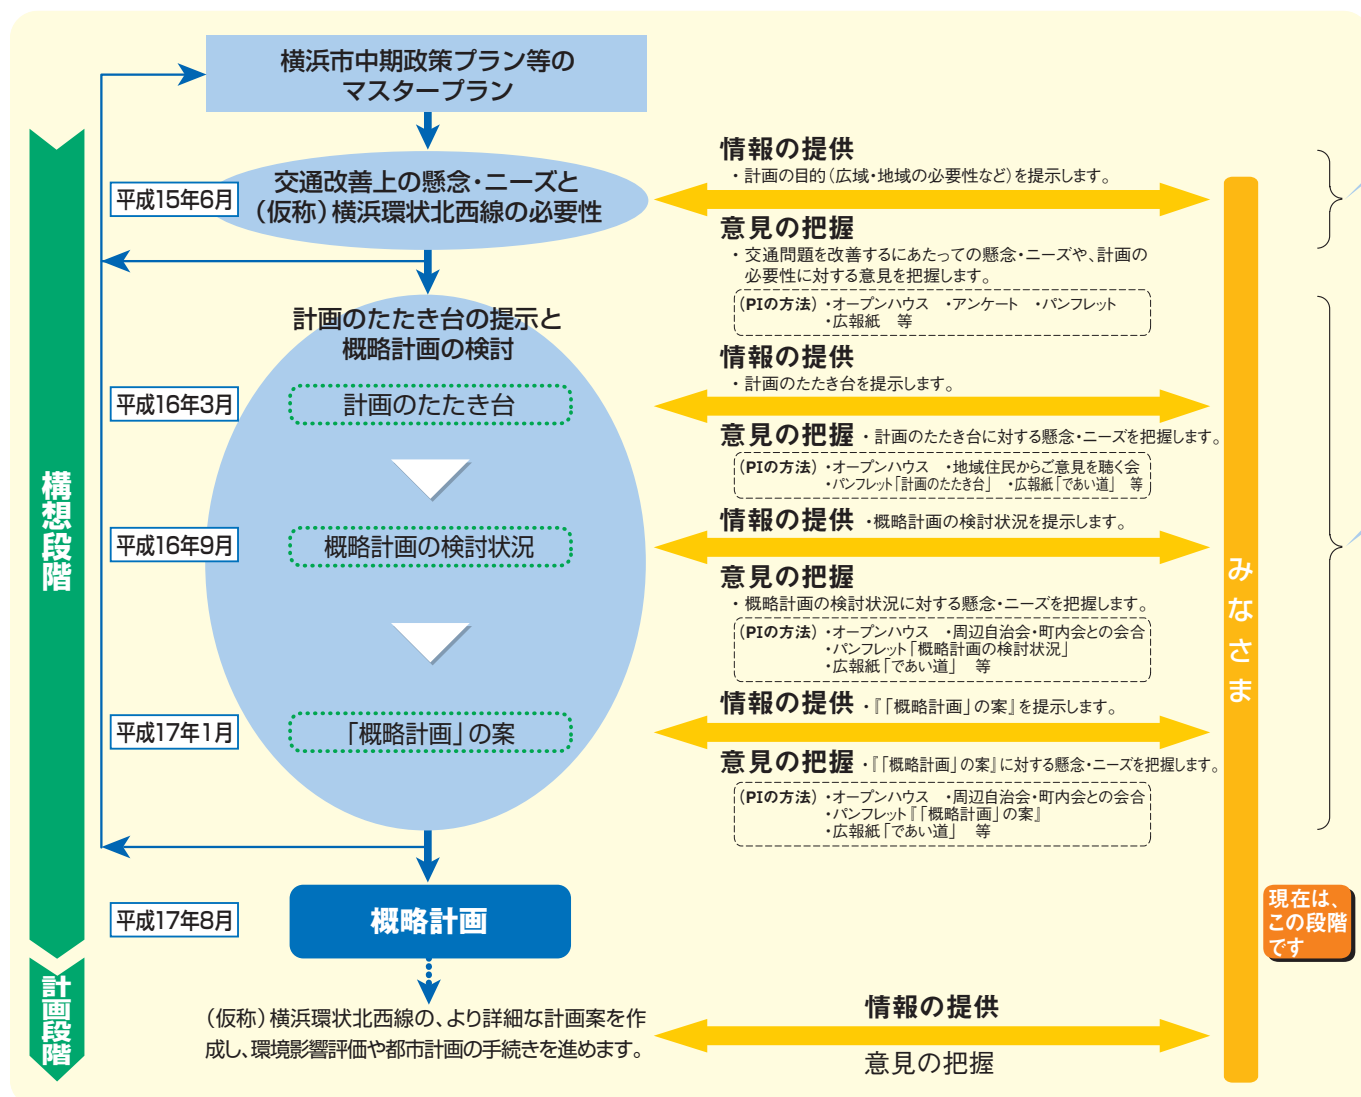 横浜市中期政策プラン等の
マスタープラン
平成15年6月
交通改善上の懸念・ニーズと
（仮称）横浜環状北西線の必要性
情報の提供
・計画の目的（広域・地域の必要性など）を提示します。
意見の把握
・交通問題を改善するにあたっての懸念・ニーズや、計画の
必要性に対する意見を把握します。
（PIの方法）・オープンハウス　・アンケート　・パンフレット
・広報紙　等
計画のたたき台の提示と
概略計画の検討
平成16年3月
計画のたたき台
情報の提供
・計画のたたき台を提示します。
意見の把握・計画のたたき台に対する懸念・ニーズを把握します。
（PIの方法）・オープンハウス　・地域住民からご意見を聴く会
・パンフレット「計画のたたき台」　・広報紙「であい道」　等
平成16年9月
概略計画の検討状況
情報の提供・概略計画の検討状況を提示します。
意見の把握
・概略計画の検討状況に対する懸念・ニーズを把握します。
（PIの方法）・オープンハウス　・周辺自治会・町内会との会合
・パンフレット「概略計画の検討状況」
・広報紙「であい道」　等
平成17年1月
「概略計画」の案
情報の提供・『「概略計画」の案』を提示します。
意見の把握・『「概略計画」の案』に対する懸念・ニーズを把握します。
（PIの方法）・オープンハウス　・周辺自治会・町内会との会合
・パンフレット『「概略計画」の案』
・広報紙「であい道」　等
平成17年8月
概略計画
現在は、
この段階
です
（仮称）横浜環状北西線の、より詳細な計画案を作
成し、環境影響評価や都市計画の手続きを進めます。
情報の提供
意見の把握
構想段階
計画段階
みなさま